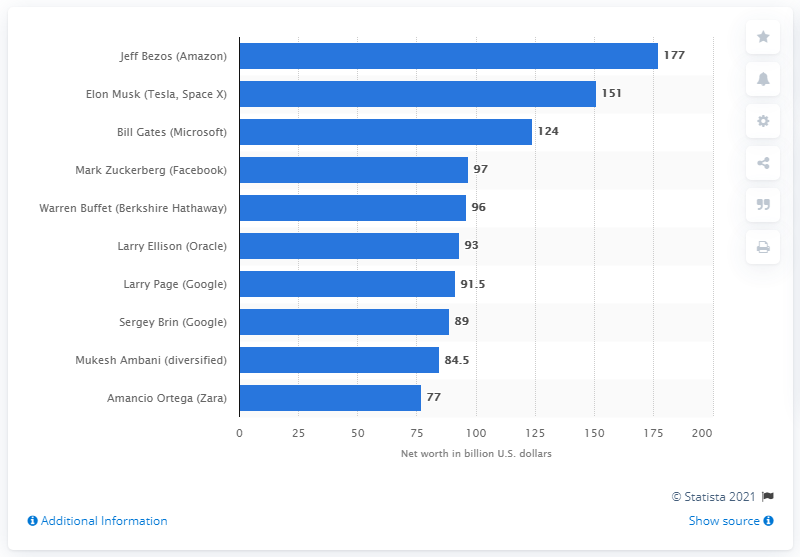 Jeff Bezos (Amazon) 177
Elon Musk (Tesla, Space X) 151
Bill Gates (Microsoft) 124
Mark Zuckerberg (Facebook) 97
Warren Buffet (Berkshire Hathaway) 96
Larry Ellison (Oracle) 93
Larry Page (Google) 91.5
Sergey Brin (Google) 89
Mukesh Ambani (diversified) 84.5
Amancio Ortega (Zara) 77
0 25 50 75 100 125 150 175 200
Net worth in billion U.S. dollars
© Statista 2021
Additional Information Show source